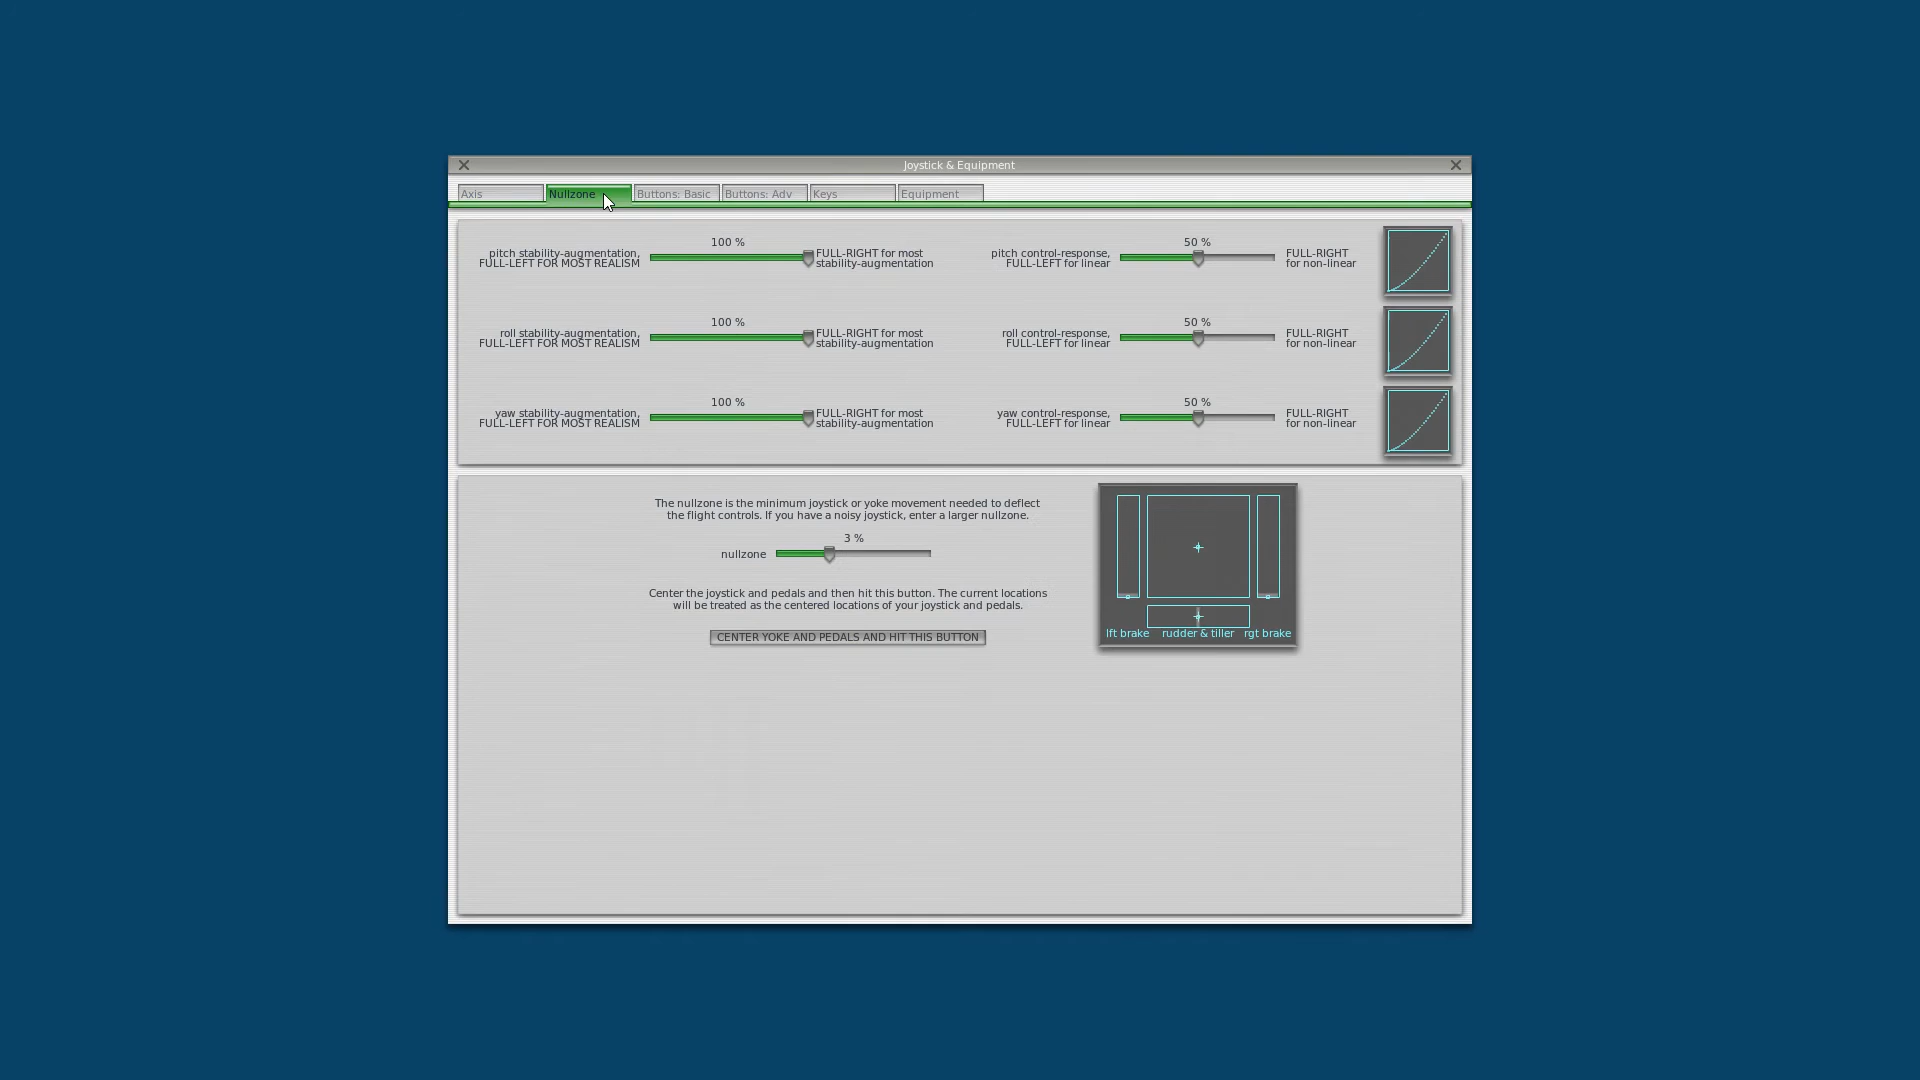 Joystick & Equipment
Axis
Nullzone
Buttons: Basic
Buttons: Adv
Keys
Equipment
100 %
pitch stability-augmentation,
FULL-LEFT FOR MOST REALISM
FULL-RIGHT for most
stability-augmentation
50 %
pitch control-response,
FULL-LEFT for linear
FULL-RIGHT
for non-linear
100 %
roll stability-augmentation,
FULL-LEFT FOR MOST REALISM
FULL-RIGHT for most
stability-augmentation
50 %
roll control-response,
FULL-LEFT for linear
FULL-RIGHT
for non-linear
100 %
yaw stability-augmentation,
FULL-LEFT FOR MOST REALISM
FULL-RIGHT for most
stability-augmentation
50 %
yaw control-response,
FULL-LEFT for linear
FULL-RIGHT
for non-linear
The nullzone is the minimum joystick or yoke movement needed to deflect
the flight controls. If you have a noisy joystick, enter a larger nullzone.
3 %
nullzone
Center the joystick and pedals and then hit this button. The current locations
will be treated as the centered locations of your joystick and pedals.
CENTER YOKE AND PEDALS AND HIT THIS BUTTON
lft brake
rudder & tiller
rgt brake